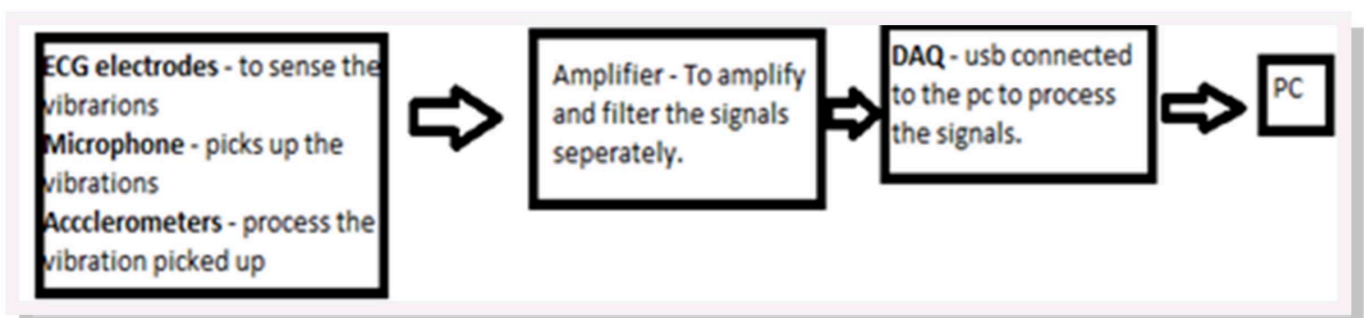 ECG electrodes - to sense the
vibrarions
Microphone - picks up the
vibrations
Accclerometers - process the
vibration picked up
Amplifier - To amplify
and filter the signals
seperately.
DAQ - usb connected
to the pc to process
the signals.
PC